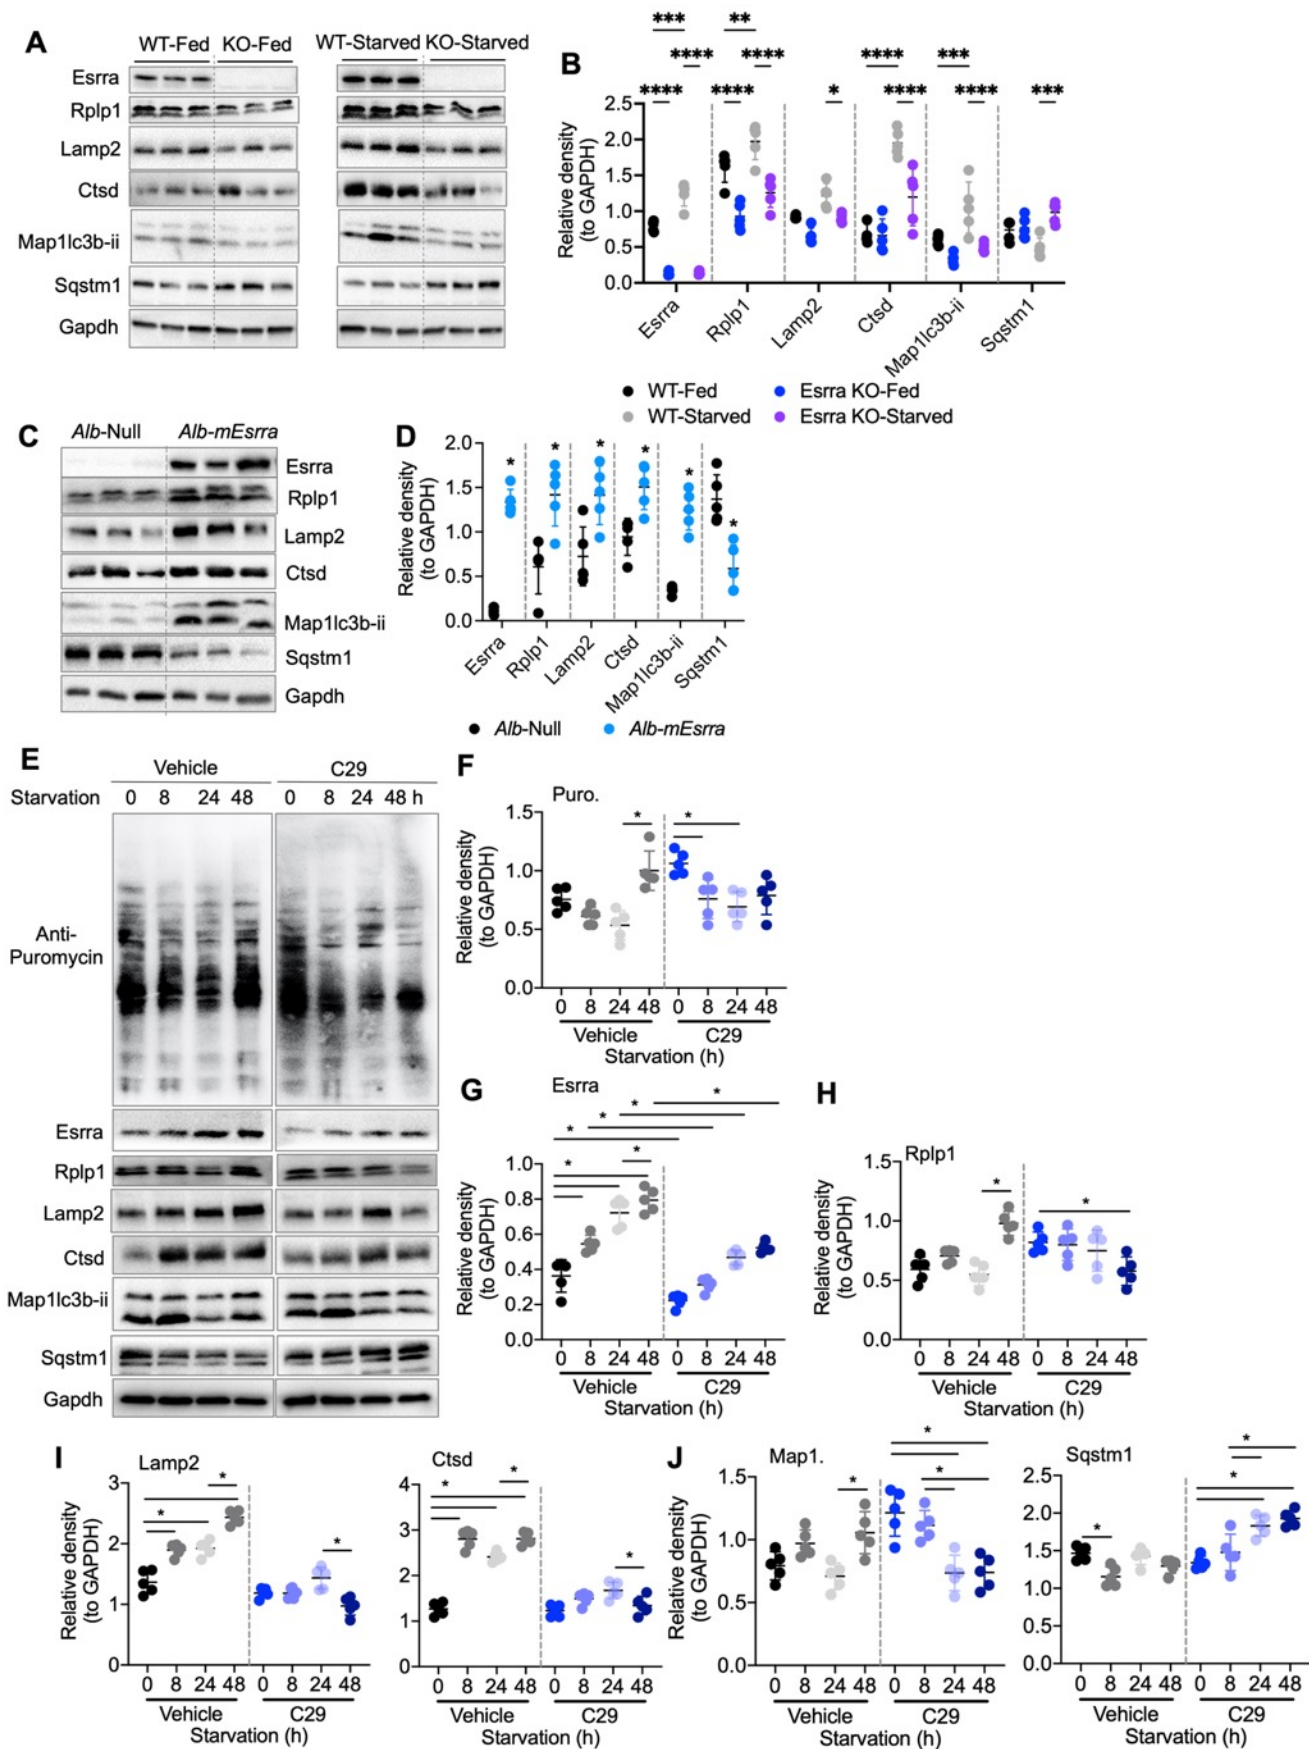 A
WT-Fed KO-Fed
WT-Starved KO-Starved
Esrra
Rplp1
Lamp2
Ctsd
Map1lc3b-ii
Sqstm1
Gapdh
B
*** **
**** **** **** ***
**** **** * **** **** ***
Relative density
(to GAPDH)
2.5
2.0
1.5
1.0
0.5
0.0
Esrra
Rplp1
Lamp2
Ctsd
Map1lc3b-ii
Sqstm1
WT-Fed Esrra KO-Fed
WT-Starved Esrra KO-Starved
C
Alb-Null Alb-mEsrra
Esrra
Rplp1
Lamp2
Ctsd
Map1lc3b-ii
Sqstm1
Gapdh
D
Relative density
(to GAPDH)
2.0
1.5
1.0
0.5
0.0
* * * * * *
Esrra
Rplp1
Lamp2
Ctsd
Map1lc3b-ii
Sqstm1
Alb-Null Alb-mEsrra
E
Vehicle C29
Starvation 0 8 24 48 0 8 24 48 h
Anti-
Puromycin
Esrra
Rplp1
Lamp2
Ctsd
Map1lc3b-ii
Sqstm1
Gapdh
F
Puro.
* *
Relative density
(to GAPDH)
1.5
1.0
0.5
0.0
0 8 24 48 0 8 24 48
Vehicle C29
Starvation (h)
G
Esrra
* *
* *
* *
Relative density
(to GAPDH)
1.0
0.8
0.6
0.4
0.2
0.0
0 8 24 48 0 8 24 48
Vehicle C29
Starvation (h)
H
Rplp1
* *
Relative density
(to GAPDH)
1.5
1.0
0.5
0.0
0 8 24 48 0 8 24 48
Vehicle C29
Starvation (h)
I
Lamp2
* * *
Relative density
(to GAPDH)
3
2
1
0
0 8 24 48 0 8 24 48
Vehicle C29
Starvation (h)
Ctsd
* * *
4
3
2
1
0
0 8 24 48 0 8 24 48
Vehicle C29
Starvation (h)
J
Map1.
* * *
Relative density
(to GAPDH)
1.5
1.0
0.5
0.0
0 8 24 48 0 8 24 48
Vehicle C29
Starvation (h)
Sqstm1
* * *
2.5
2.0
1.5
1.0
0.5
0.0
0 8 24 48 0 8 24 48
Vehicle C29
Starvation (h)